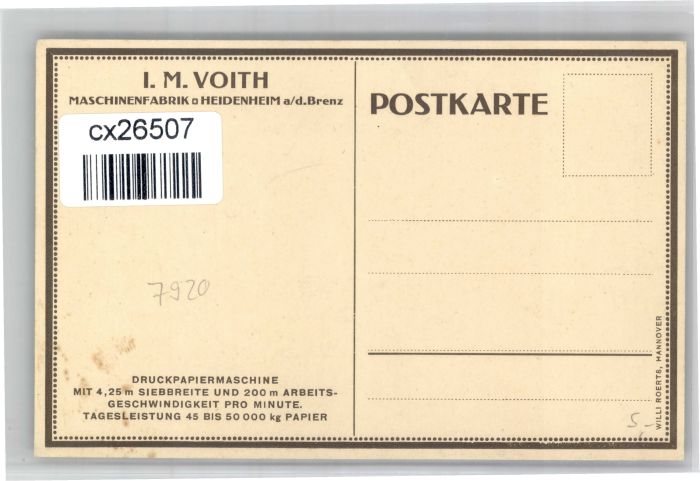 I. M. VOITH
MASCHINENFABRIK ▫ HEIDENHEIM a/d.Brenz
cx26507
7920
DRUCKPAPIERMASCHINE
MIT 4,25 m SIEBBREITE UND 200 m ARBEITS-
GESCHWINDIGKEIT PRO MINUTE.
TAGESLEISTUNG 45 BIS 50 000 kg PAPIER
POSTKARTE
WILLI ROERTS, HANNOVER
5,-